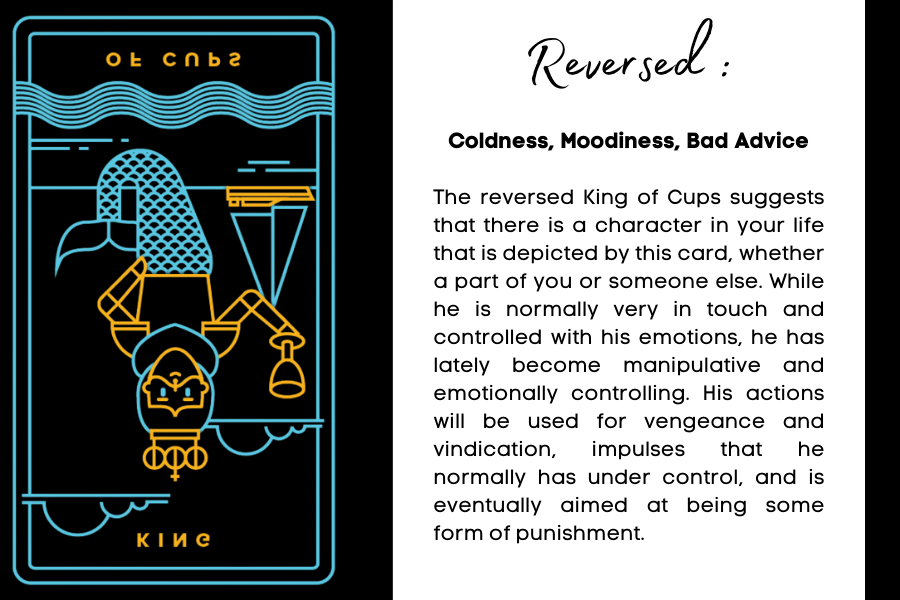 OF CUPS
KING
Reversed :
Coldness, Moodiness, Bad Advice
The reversed King of Cups suggests
that there is a character in your life
that is depicted by this card, whether
a part of you or someone else. While
he is normally very in touch and
controlled with his emotions, he has
lately become manipulative and
emotionally controlling. His actions
will be used for vengeance and
vindication, impulses that he
normally has under control, and is
eventually aimed at being some
form of punishment.